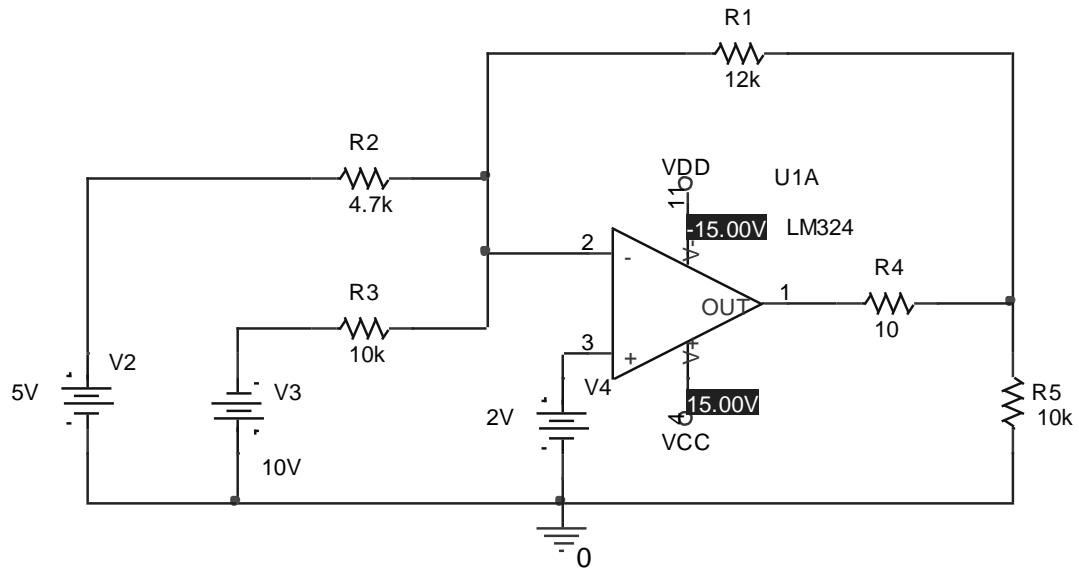 R1
12k
R2
4.7k
VDD
11
U1A
-15.00V
LM324
V-
2
-
R3
10k
OUT
1
R4
10
3
+
V+
V2
5V
V3
10V
V4
2V
15.00V
4
VCC
R5
10k
0